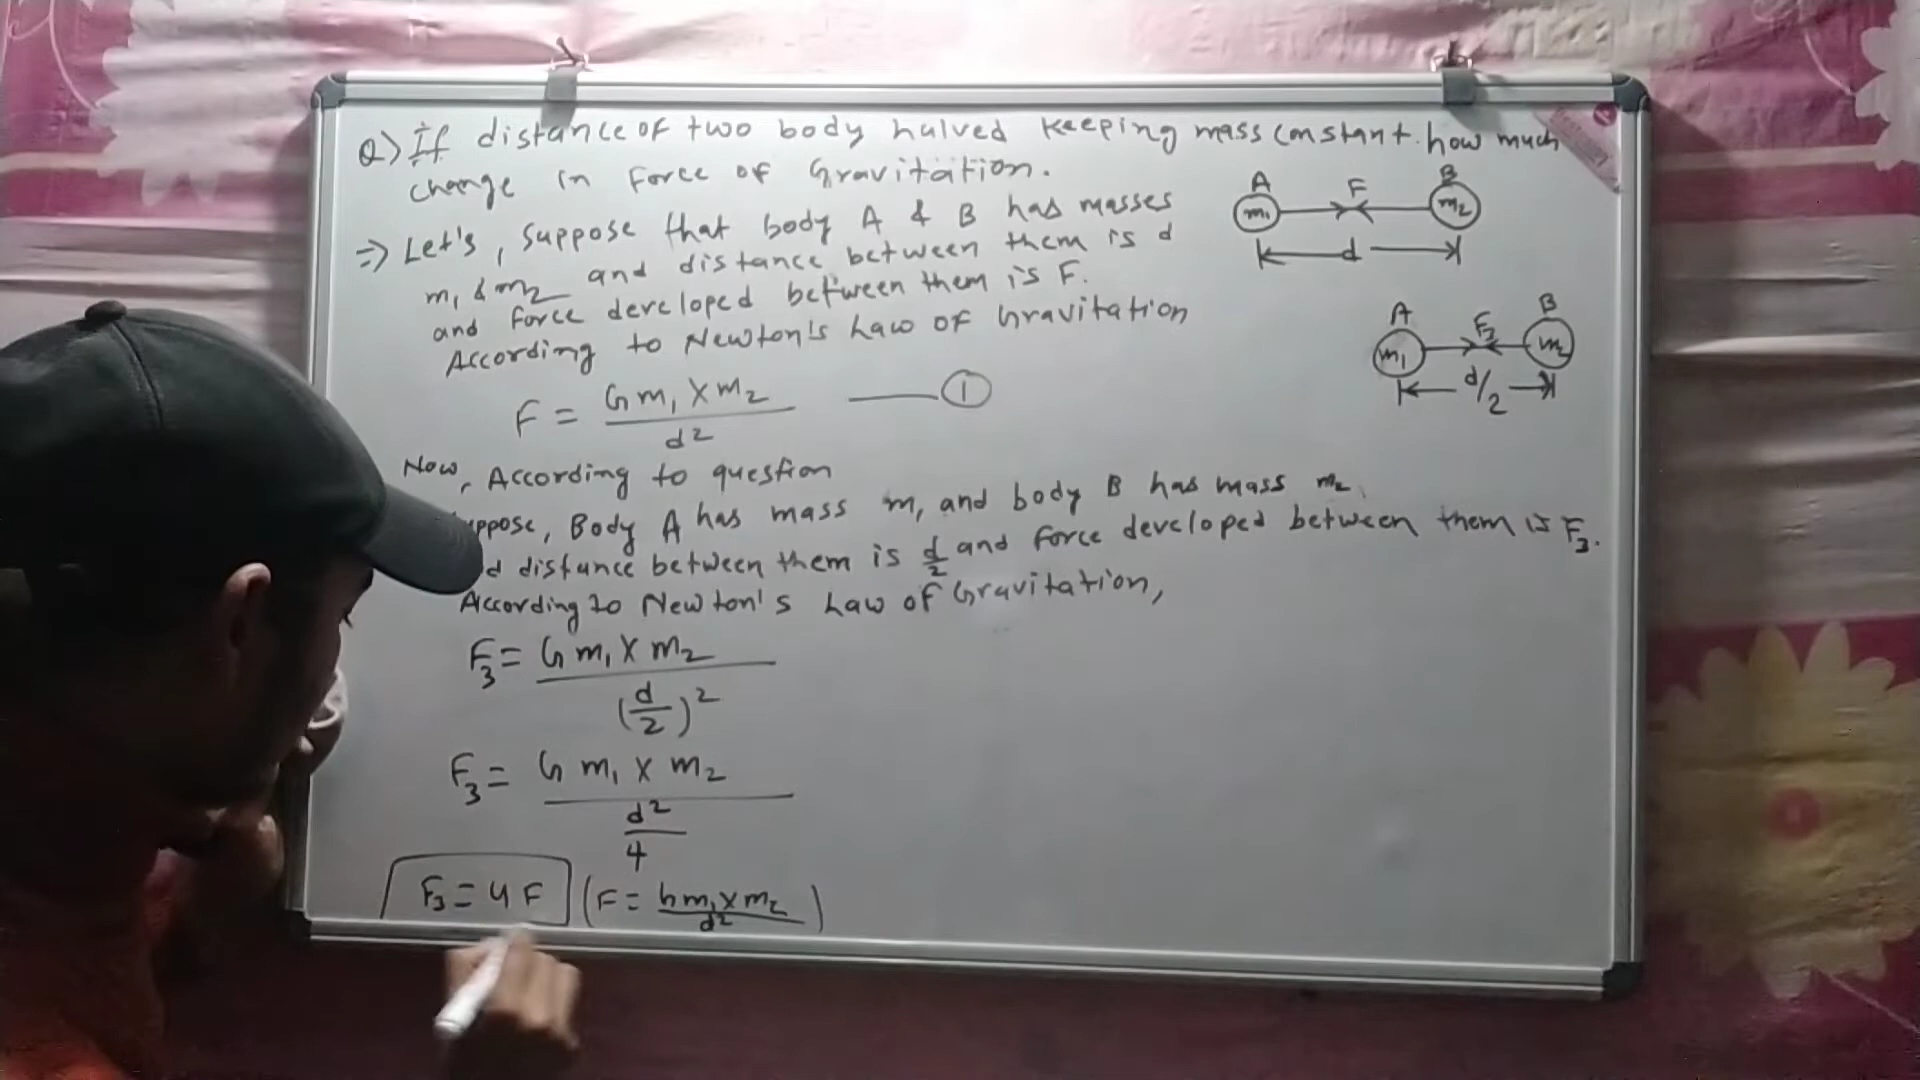 Q) If distance of two body halved keeping mass constant. how much
change in force of Gravitation.
⇒ Let's, suppose that body A & B has masses
m₁ & m₂ and distance between them is d
and force developed between them is F.
According to Newton's Law of Gravitation
F = Gm₁ X m₂ / d² —— ①
Now, According to question
Body A has mass m₁ and body B has mass m₂
distance between them is d/2 and force developed between them is F₃.
According to Newton's Law of Gravitation,
F₃ = Gm₁ X m₂ / (d/2)²
F₃ = G m₁ X m₂ / d²/4
F₃ = 4F (F = Gm₁ X m₂ / d²)
A F B
m₁ m₂
d
A F₃ B
m₁ m₂
d/2